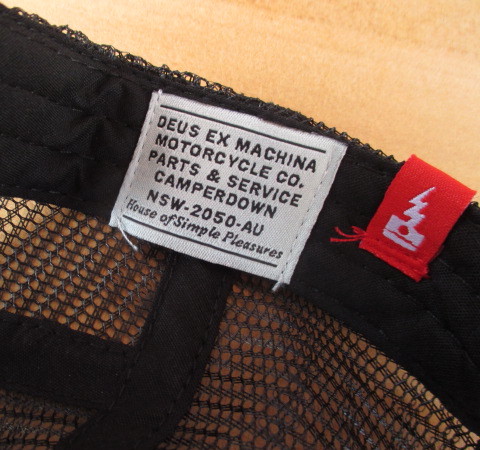 DEUS EX MACHINA
MOTORCYCLE CO.
PARTS & SERVICE
CAMPERDOWN
NSW-2050-AU
House of Simple Pleasures